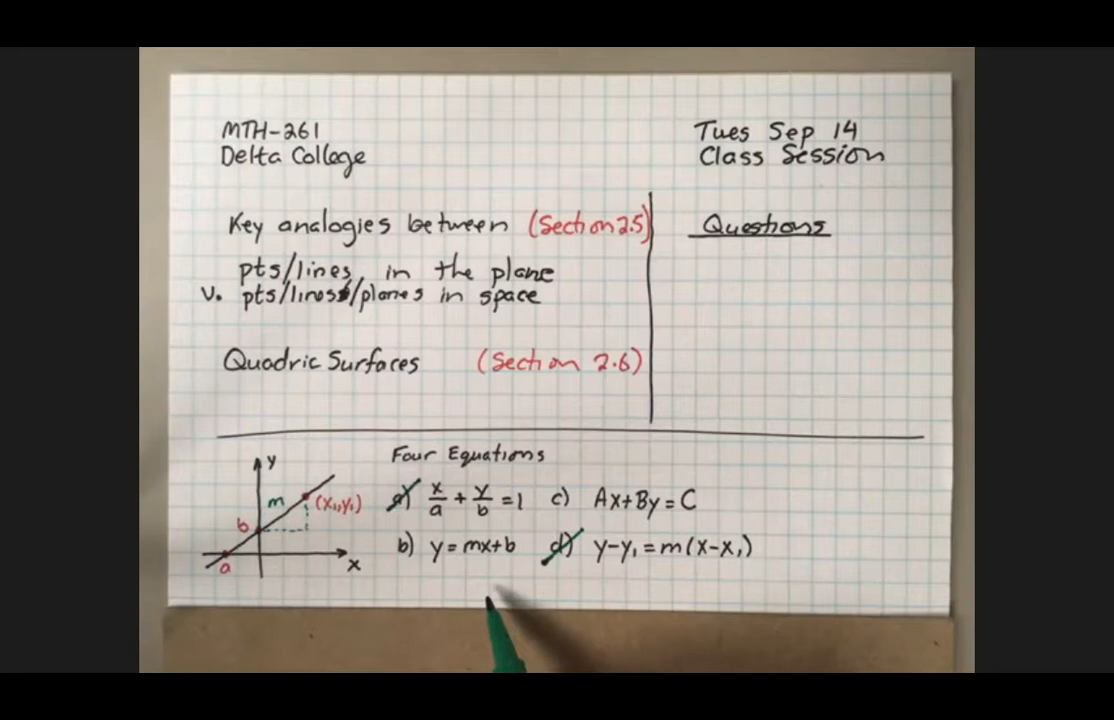 MTH-261
Delta College
Tues Sep 14
Class Session
Key analogies between (Section 2.5)
pts/lines in the plane
v. pts/lines/planes in space
Quadric Surfaces (Section 2.6)
Questions
y
m
(x₁,y₁)
b
a
x
Four Equations
a) x/a + y/b = 1 c) Ax+By=C
b) y=mx+b d) y-y₁=m(x-x₁)